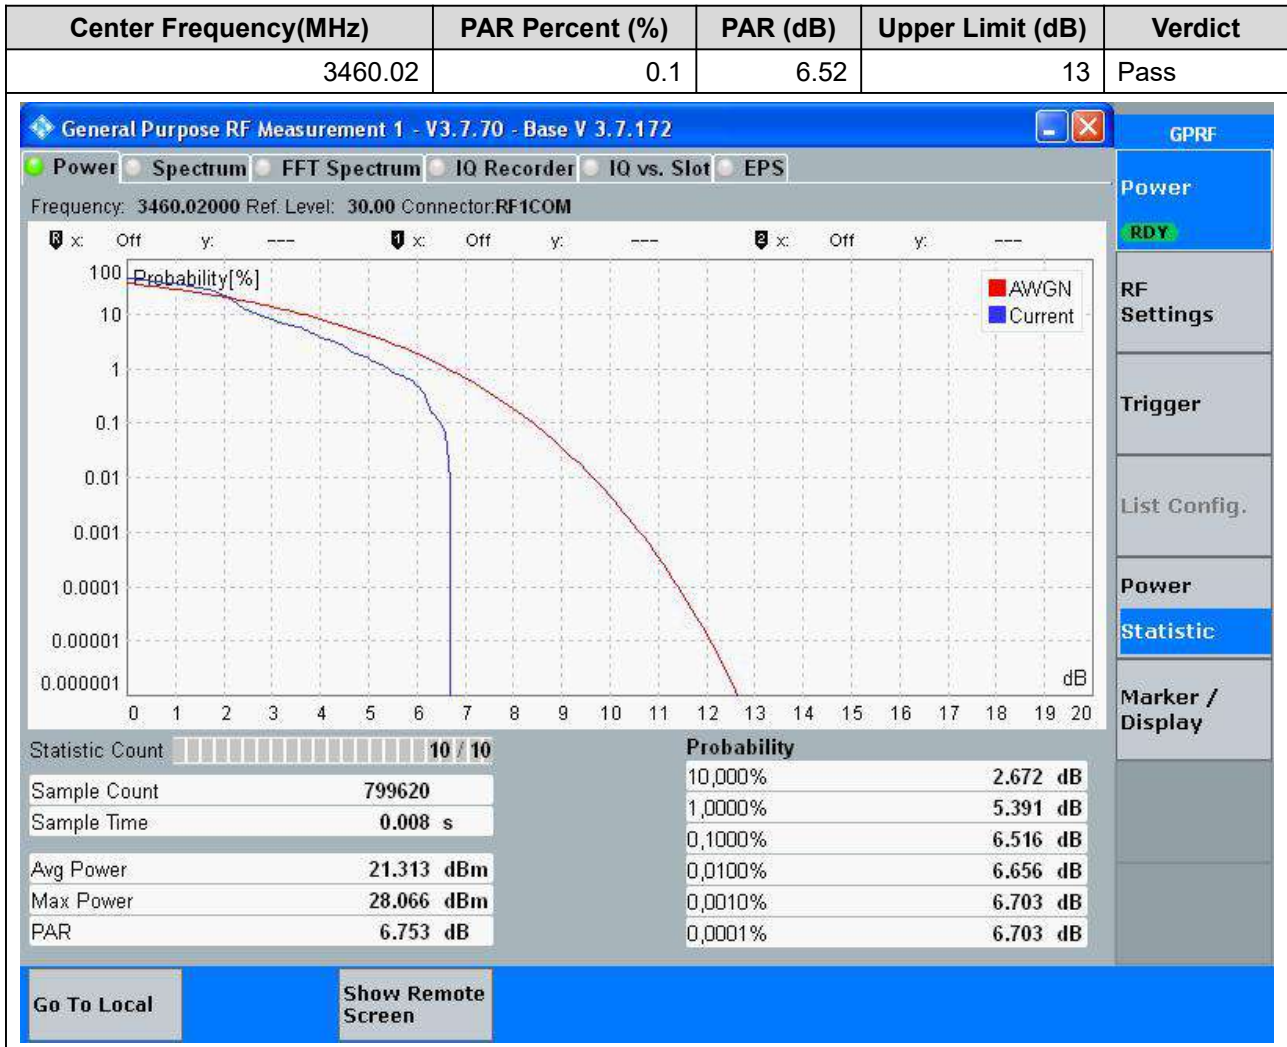 Center Frequency(MHz) PAR Percent (%) PAR (dB) Upper Limit (dB) Verdict
3460.02 0.1 6.52 13 Pass
General Purpose RF Measurement 1 - V3.7.70 - Base V 3.7.172
GPRF
Power Spectrum FFT Spectrum IQ Recorder IQ vs. Slot EPS
Frequency: 3460.02000 Ref. Level: 30.00 Connector:RF1COM
R x: Off y: --- 1 x: Off y: --- 2 x: Off y: ---
Probability[%]
AWGN
Current
100
10
1
0.1
0.01
0.001
0.0001
0.00001
0.000001
dB
0 1 2 3 4 5 6 7 8 9 10 11 12 13 14 15 16 17 18 19 20
Statistic Count 10 / 10
Sample Count 799620
Sample Time 0.008 s
Avg Power 21.313 dBm
Max Power 28.066 dBm
PAR 6.753 dB
Probability
10,000% 2.672 dB
1,0000% 5.391 dB
0,1000% 6.516 dB
0,0100% 6.656 dB
0,0010% 6.703 dB
0,0001% 6.703 dB
Power
RDY
RF
Settings
Trigger
List Config.
Power
Statistic
Marker /
Display
Go To Local
Show Remote
Screen